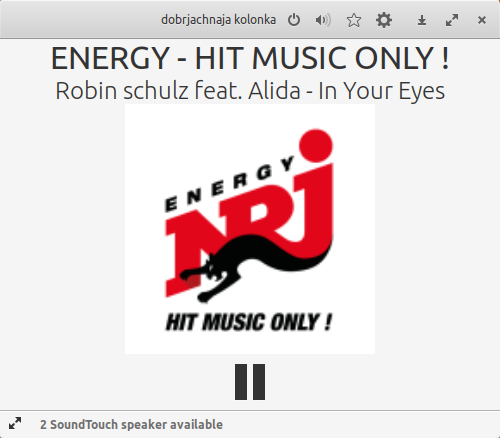 dobrjachnaja kolonka
ENERGY - HIT MUSIC ONLY !
Robin schulz feat. Alida - In Your Eyes
ENERGY
NRJ
HIT MUSIC ONLY !
2 SoundTouch speaker available